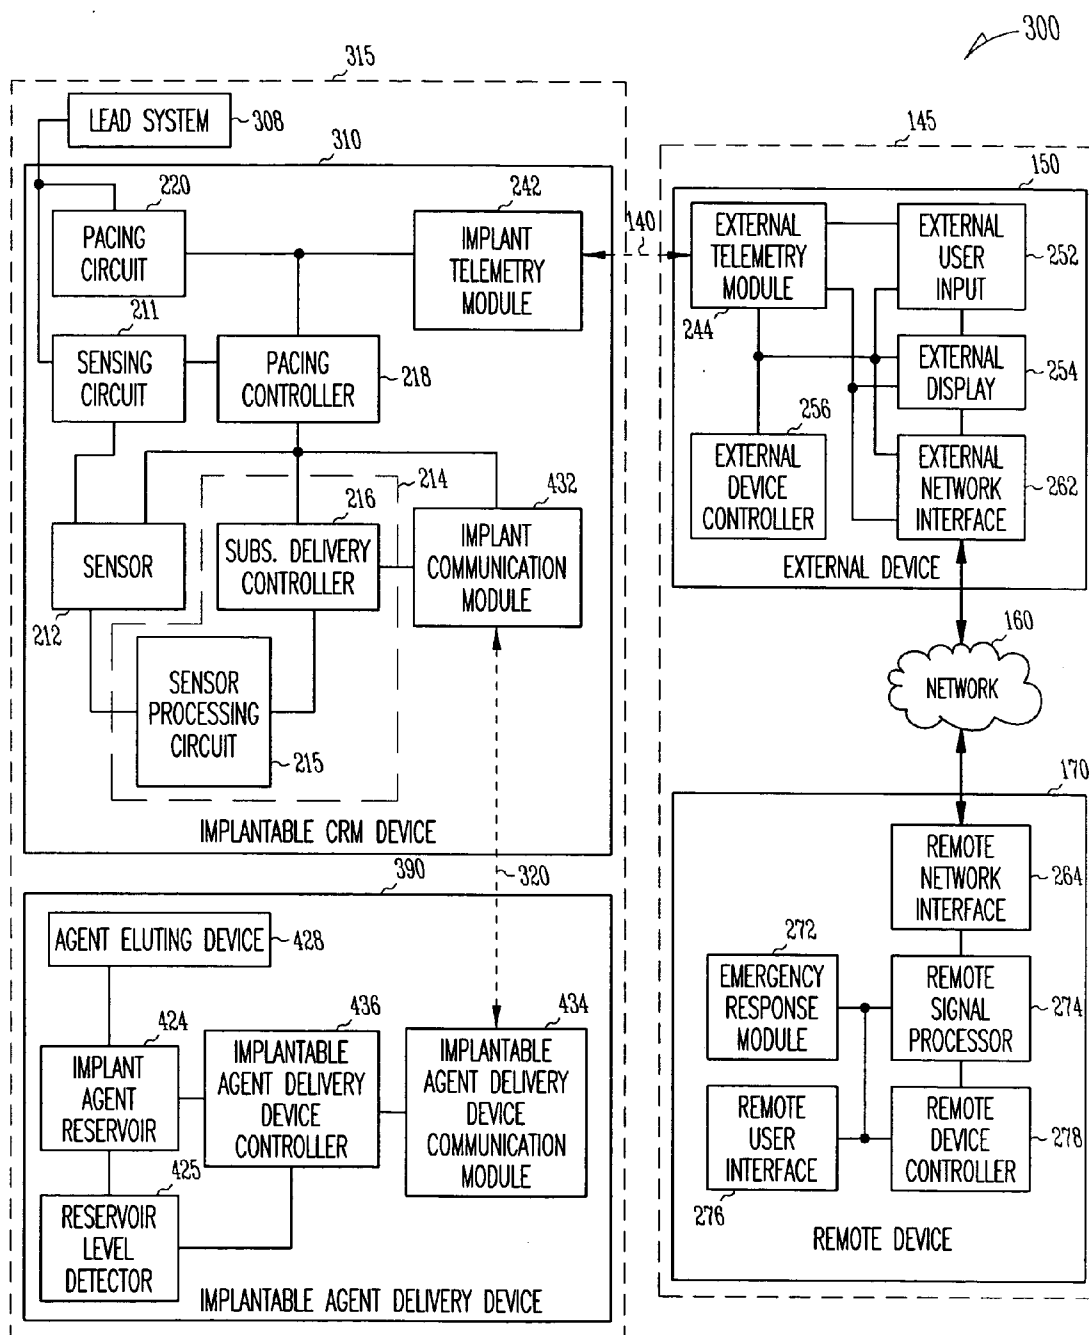 300
315
LEAD SYSTEM
308
310
220
PACING
CIRCUIT
242
IMPLANT
TELEMETRY
MODULE
211
SENSING
CIRCUIT
PACING
CONTROLLER
218
214
216
SENSOR
212
SUBS. DELIVERY
CONTROLLER
432
IMPLANT
COMMUNICATION
MODULE
SENSOR
PROCESSING
CIRCUIT
215
IMPLANTABLE CRM DEVICE
140
320
390
AGENT ELUTING DEVICE
428
424
IMPLANT
AGENT
RESERVOIR
436
IMPLANTABLE
AGENT DELIVERY
DEVICE
CONTROLLER
434
IMPLANTABLE
AGENT DELIVERY
DEVICE
COMMUNICATION
MODULE
425
RESERVOIR
LEVEL
DETECTOR
IMPLANTABLE AGENT DELIVERY DEVICE
145
150
EXTERNAL
TELEMETRY
MODULE
244
EXTERNAL
USER
INPUT
252
EXTERNAL
DISPLAY
254
256
EXTERNAL
DEVICE
CONTROLLER
EXTERNAL
NETWORK
INTERFACE
262
EXTERNAL DEVICE
160
NETWORK
170
REMOTE
NETWORK
INTERFACE
264
272
EMERGENCY
RESPONSE
MODULE
REMOTE
SIGNAL
PROCESSOR
274
REMOTE
USER
INTERFACE
276
REMOTE
DEVICE
CONTROLLER
278
REMOTE DEVICE